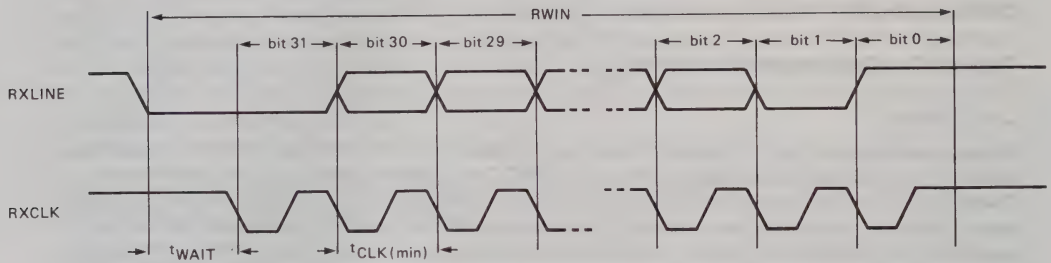 RWIN
bit 31 bit 30 bit 29 bit 2 bit 1 bit 0
RXLINE
RXCLK
tWAIT tCLK(min)